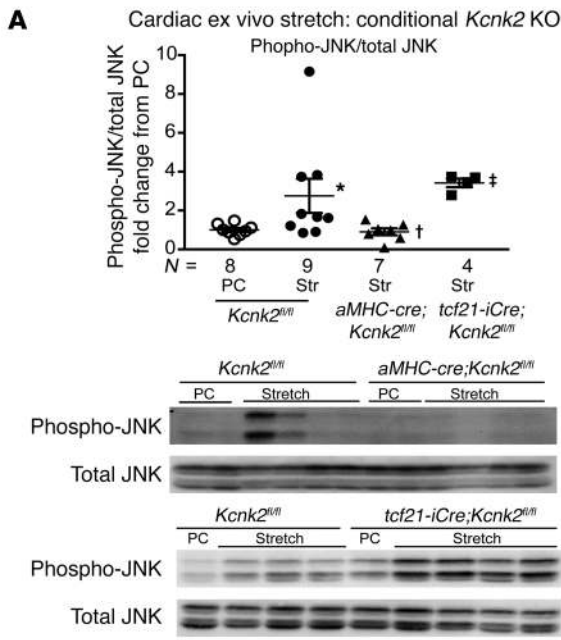 A
Cardiac ex vivo stretch: conditional Kcnk2 KO
Phopho-JNK/total JNK
Phospho-JNK/total JNK
fold change from PC
10
8
6
4
2
0
*
†
‡
N = 8 9 7 4
PC Str Str Str
Kcnk2fl/fl aMHC-cre; tcf21-iCre;
Kcnk2fl/fl Kcnk2fl/fl
Kcnk2fl/fl aMHC-cre;Kcnk2fl/fl
PC Stretch PC Stretch
Phospho-JNK
Total JNK
Kcnk2fl/fl tcf21-iCre;Kcnk2fl/fl
PC Stretch PC Stretch
Phospho-JNK
Total JNK